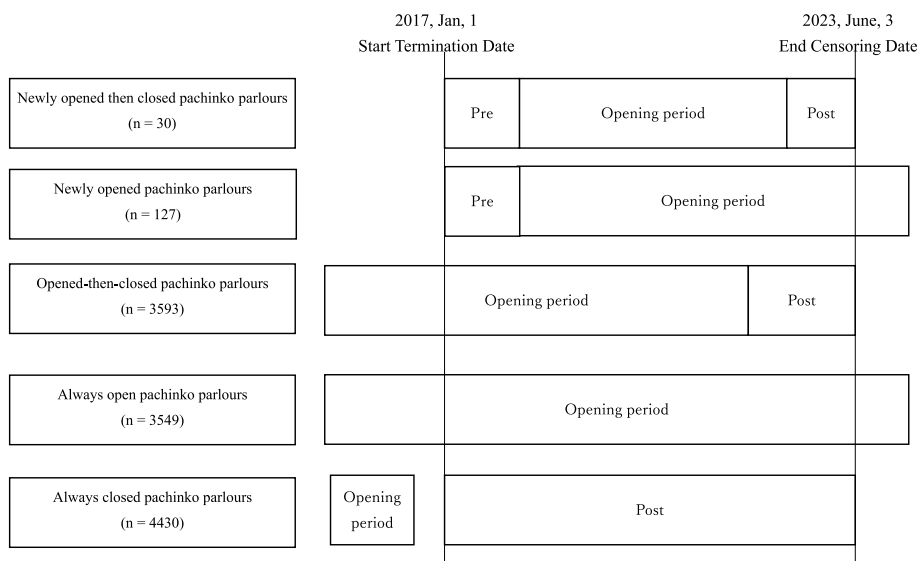 2017, Jan, 1
Start Termination Date
2023, June, 3
End Censoring Date
Newly opened then closed pachinko parlours
(n = 30)
Pre
Opening period
Post
Newly opened pachinko parlours
(n = 127)
Pre
Opening period
Opened-then-closed pachinko parlours
(n = 3593)
Opening period
Post
Always open pachinko parlours
(n = 3549)
Opening period
Always closed pachinko parlours
(n = 4430)
Opening
period
Post